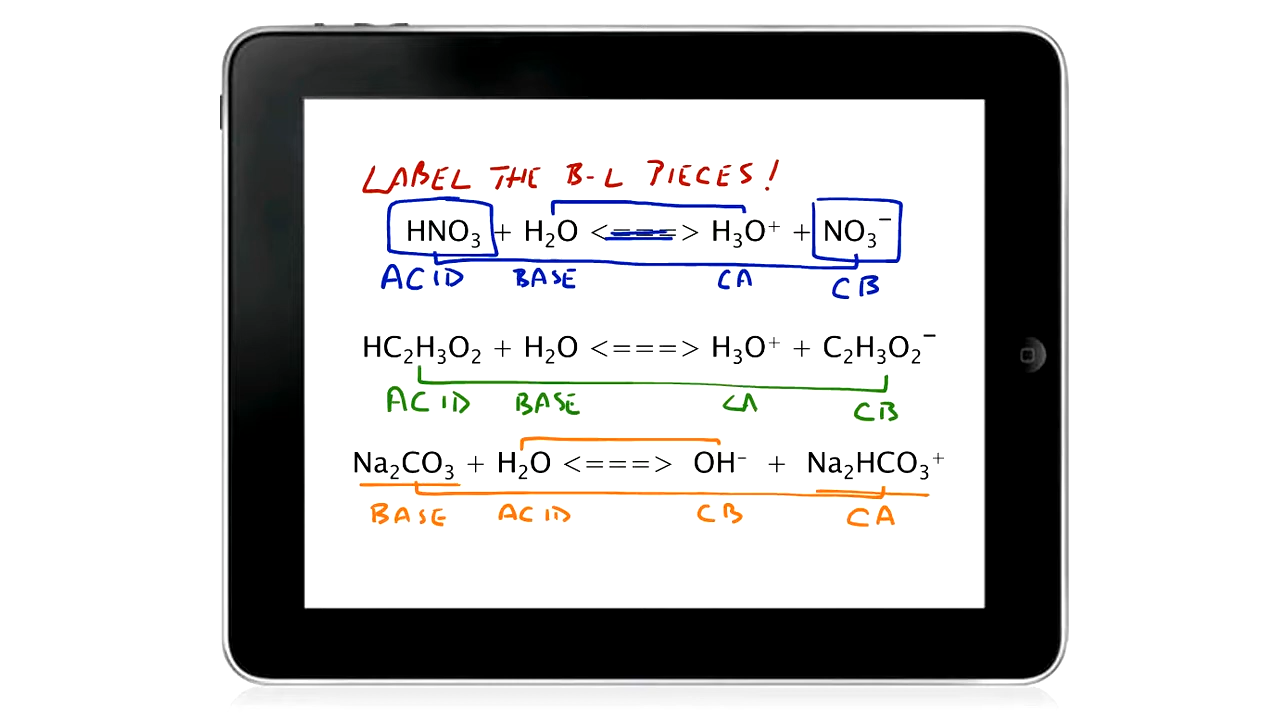 LABEL THE B-L PIECES!
HNO₃ + H₂O <===> H₃O⁺ + NO₃⁻
ACID BASE CA CB
HC₂H₃O₂ + H₂O <===> H₃O⁺ + C₂H₃O₂⁻
ACID BASE CA CB
Na₂CO₃ + H₂O <===> OH⁻ + Na₂HCO₃⁺
BASE ACID CB CA